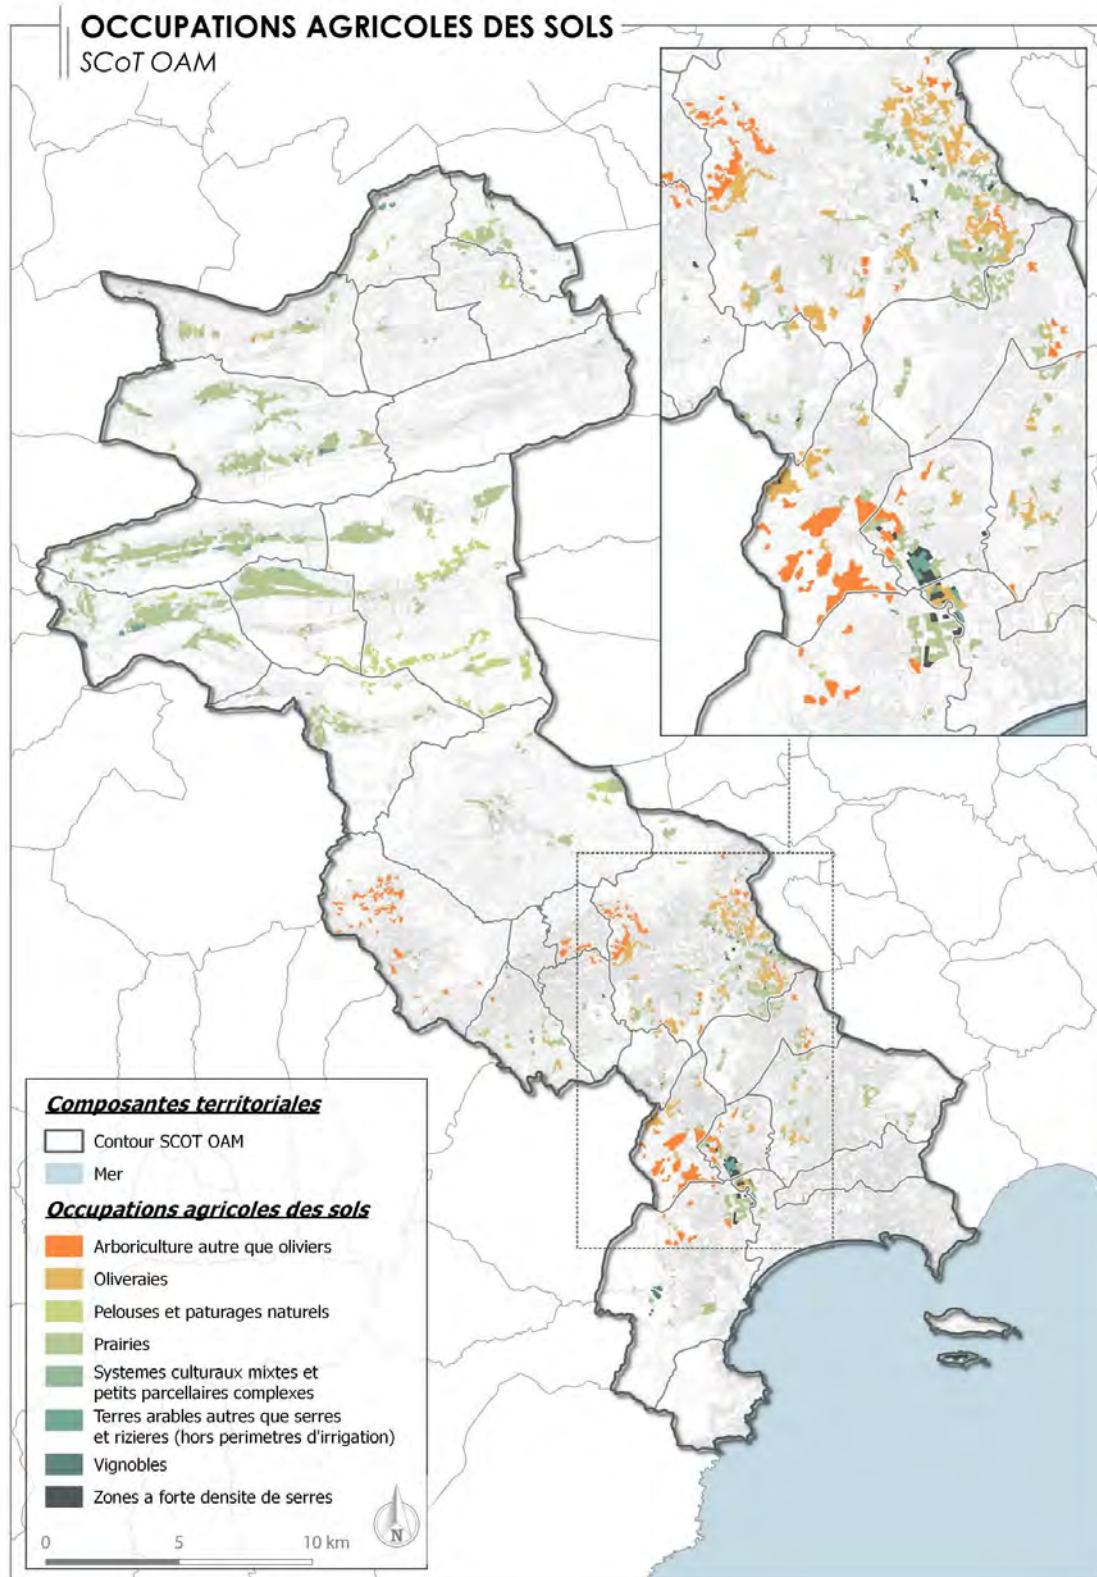 OCCUPATIONS AGRICOLES DES SOLS
SCoT OAM
Composantes territoriales
Contour SCOT OAM
Mer
Occupations agricoles des sols
Arboriculture autre que oliviers
Oliveraies
Pelouses et paturages naturels
Prairies
Systemes culturaux mixtes et
petits parcellaires complexes
Terres arables autres que serres
et rizieres (hors perimetres d'irrigation)
Vignobles
Zones a forte densite de serres
N
0 5 10 km